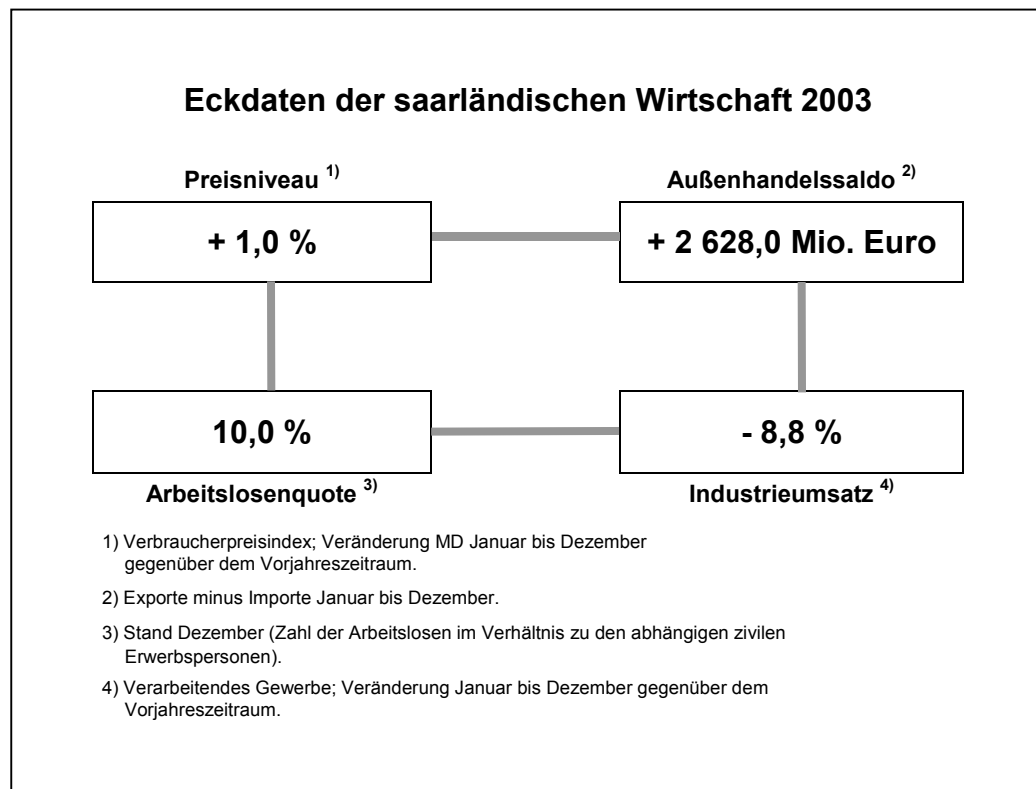 Eckdaten der saarländischen Wirtschaft 2003
Preisniveau 1)
Außenhandelssaldo 2)
+ 1,0 %
+ 2 628,0 Mio. Euro
10,0 %
- 8,8 %
Arbeitslosenquote 3)
Industrieumsatz 4)
1) Verbraucherpreisindex; Veränderung MD Januar bis Dezember
gegenüber dem Vorjahreszeitraum.
2) Exporte minus Importe Januar bis Dezember.
3) Stand Dezember (Zahl der Arbeitslosen im Verhältnis zu den abhängigen zivilen
Erwerbspersonen).
4) Verarbeitendes Gewerbe; Veränderung Januar bis Dezember gegenüber dem
Vorjahreszeitraum.